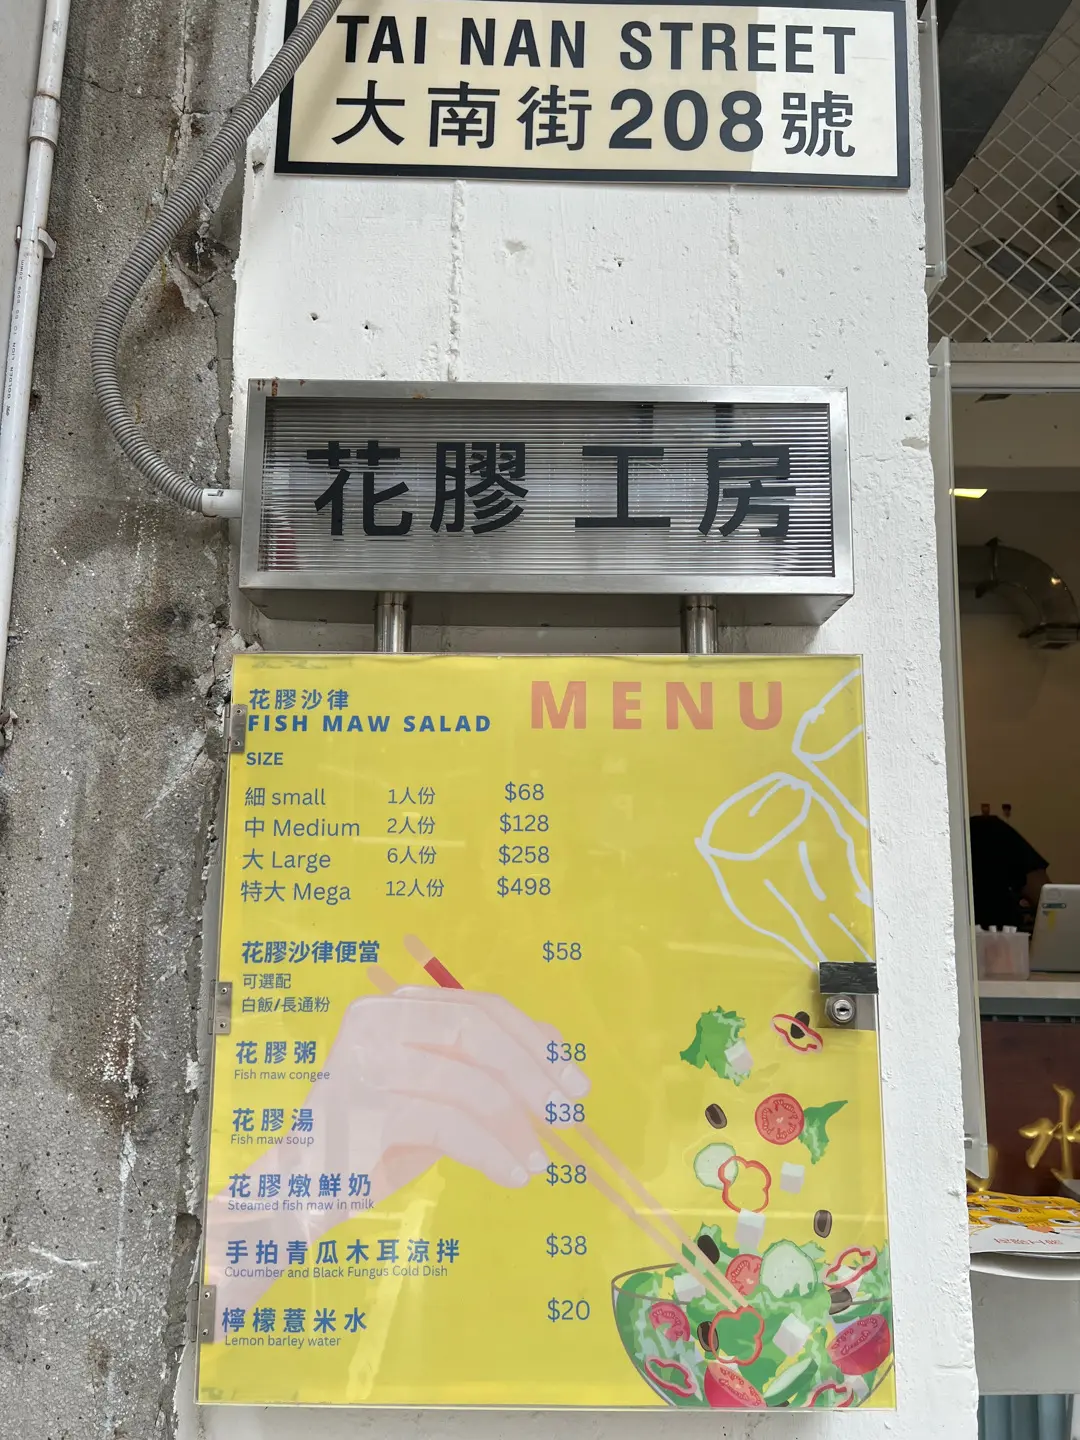 TAI NAN STREET
大南街208號
花膠工房
花膠沙律 MENU
FISH MAW SALAD
SIZE
細 small 1人份 $68
中 Medium 2人份 $128
大 Large 6人份 $258
特大 Mega 12人份 $498
花膠沙律便當 $58
可選配
白飯/長通粉
花膠粥 $38
Fish maw congee
花膠湯 $38
Fish maw soup
花膠燉鮮奶 $38
Steamed fish maw in milk
手拍青瓜木耳涼拌 $38
Cucumber and Black Fungus Cold Dish
檸檬薏米水 $20
Lemon barley water
水